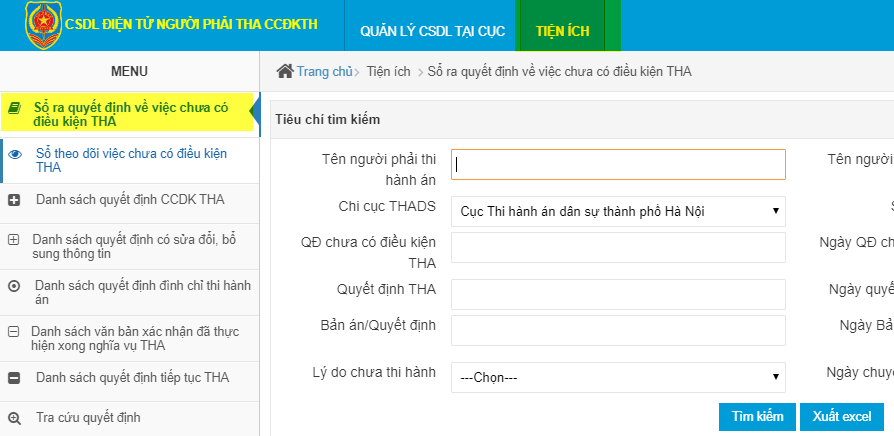 CSDL ĐIỆN TỬ NGƯỜI PHẢI THA CCĐKTH
QUẢN LÝ CSDL TẠI CỤC
TIỆN ÍCH
MENU
Trang chủ
Tiện ích
Sổ ra quyết định về việc chưa có điều kiện THA
Sổ ra quyết định về việc chưa có
điều kiện THA
Sổ theo dõi việc chưa có điều kiện
THA
Danh sách quyết định CCDK THA
Danh sách quyết định có sửa đổi, bổ
sung thông tin
Danh sách quyết định đình chỉ thi hành
án
Danh sách văn bản xác nhận đã thực
hiện xong nghĩa vụ THA
Danh sách quyết định tiếp tục THA
Tra cứu quyết định
Tiêu chí tìm kiếm
Tên người phải thi
hành án
Tên người
Chi cục THADS
Cục Thi hành án dân sự thành phố Hà Nội
QĐ chưa có điều kiện
THA
Ngày QĐ ch
Quyết định THA
Ngày quyế
Bản án/Quyết định
Ngày Bả
Lý do chưa thi hành
---Chọn---
Ngày chuy
Tìm kiếm
Xuất excel